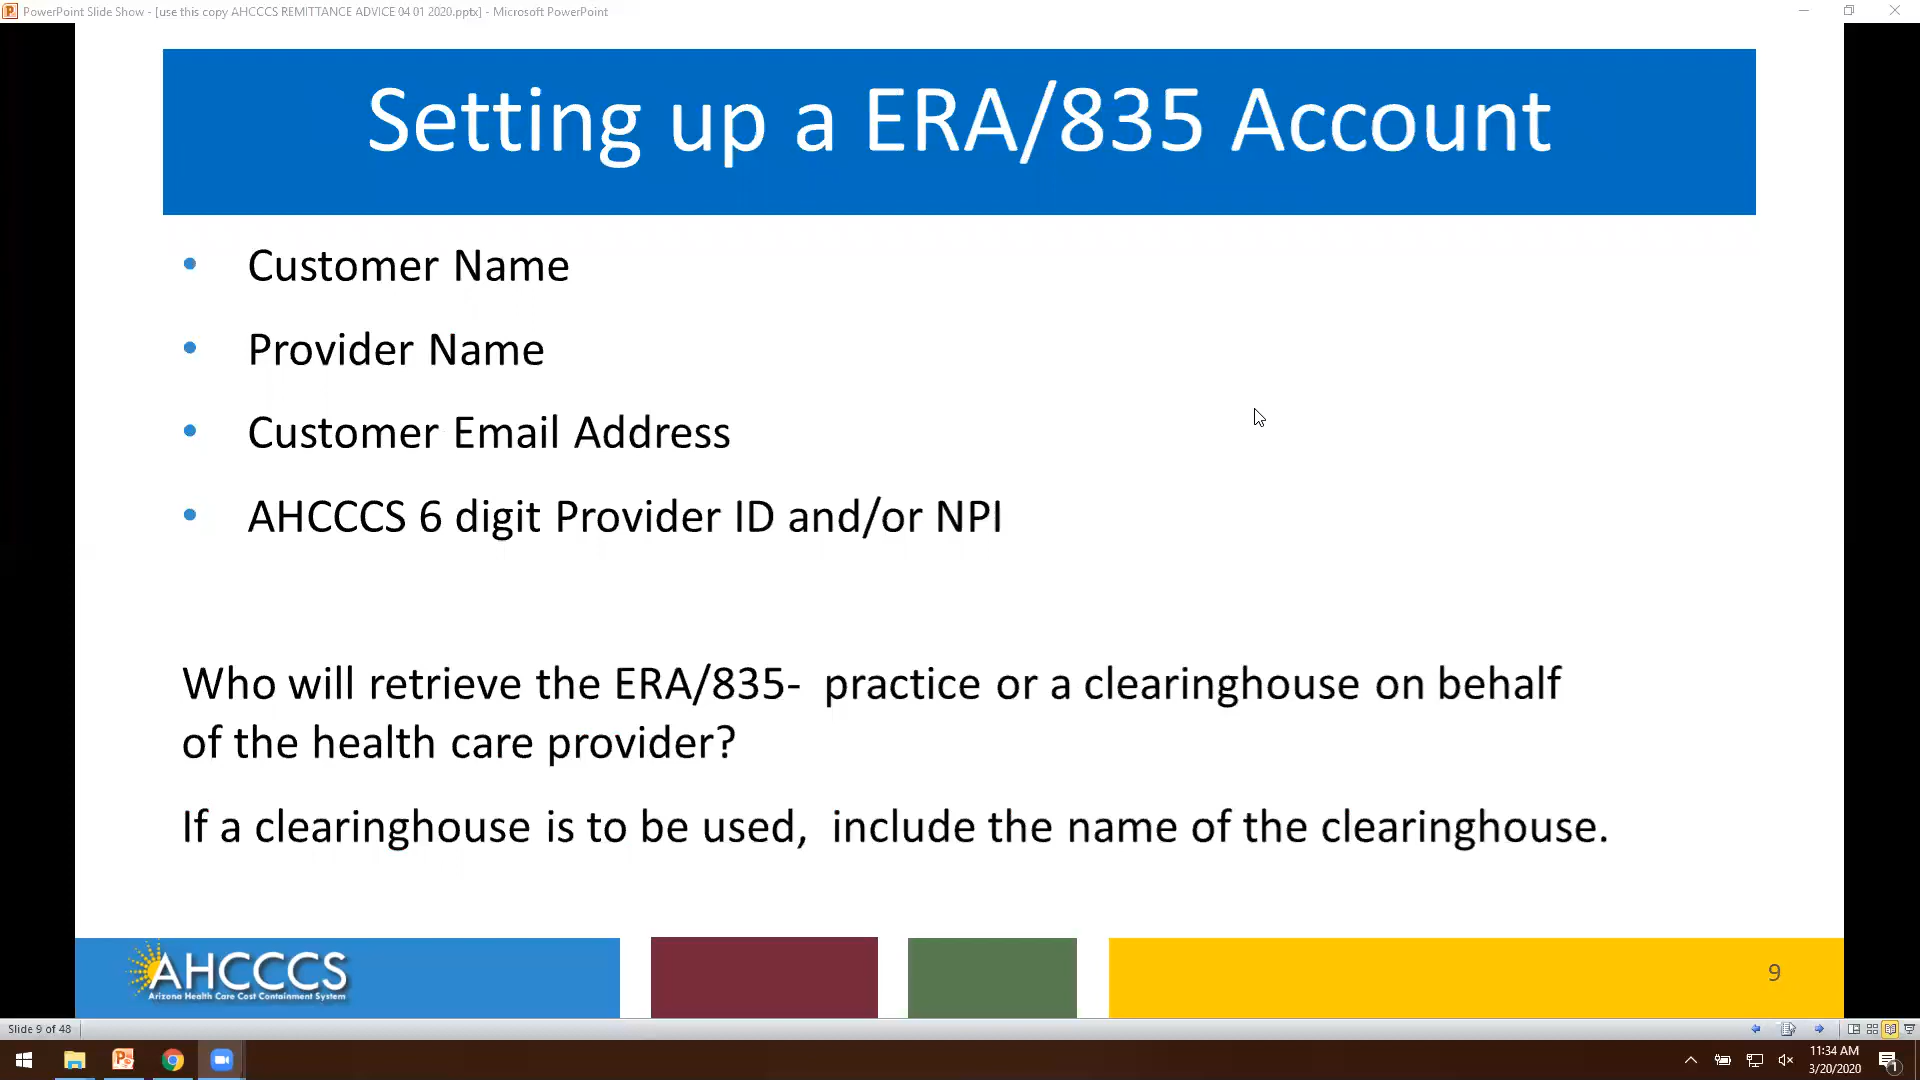 PowerPoint Slide Show - [use this copy AHCCCS REMITTANCE ADVICE 04 01 2020.pptx] - Microsoft PowerPoint
Setting up a ERA/835 Account
• Customer Name
• Provider Name
• Customer Email Address
• AHCCCS 6 digit Provider ID and/or NPI
Who will retrieve the ERA/835- practice or a clearinghouse on behalf
of the health care provider?
If a clearinghouse is to be used, include the name of the clearinghouse.
AHCCCS
Arizona Health Care Cost Containment System
9
Slide 9 of 48
11:34 AM
3/20/2020
1